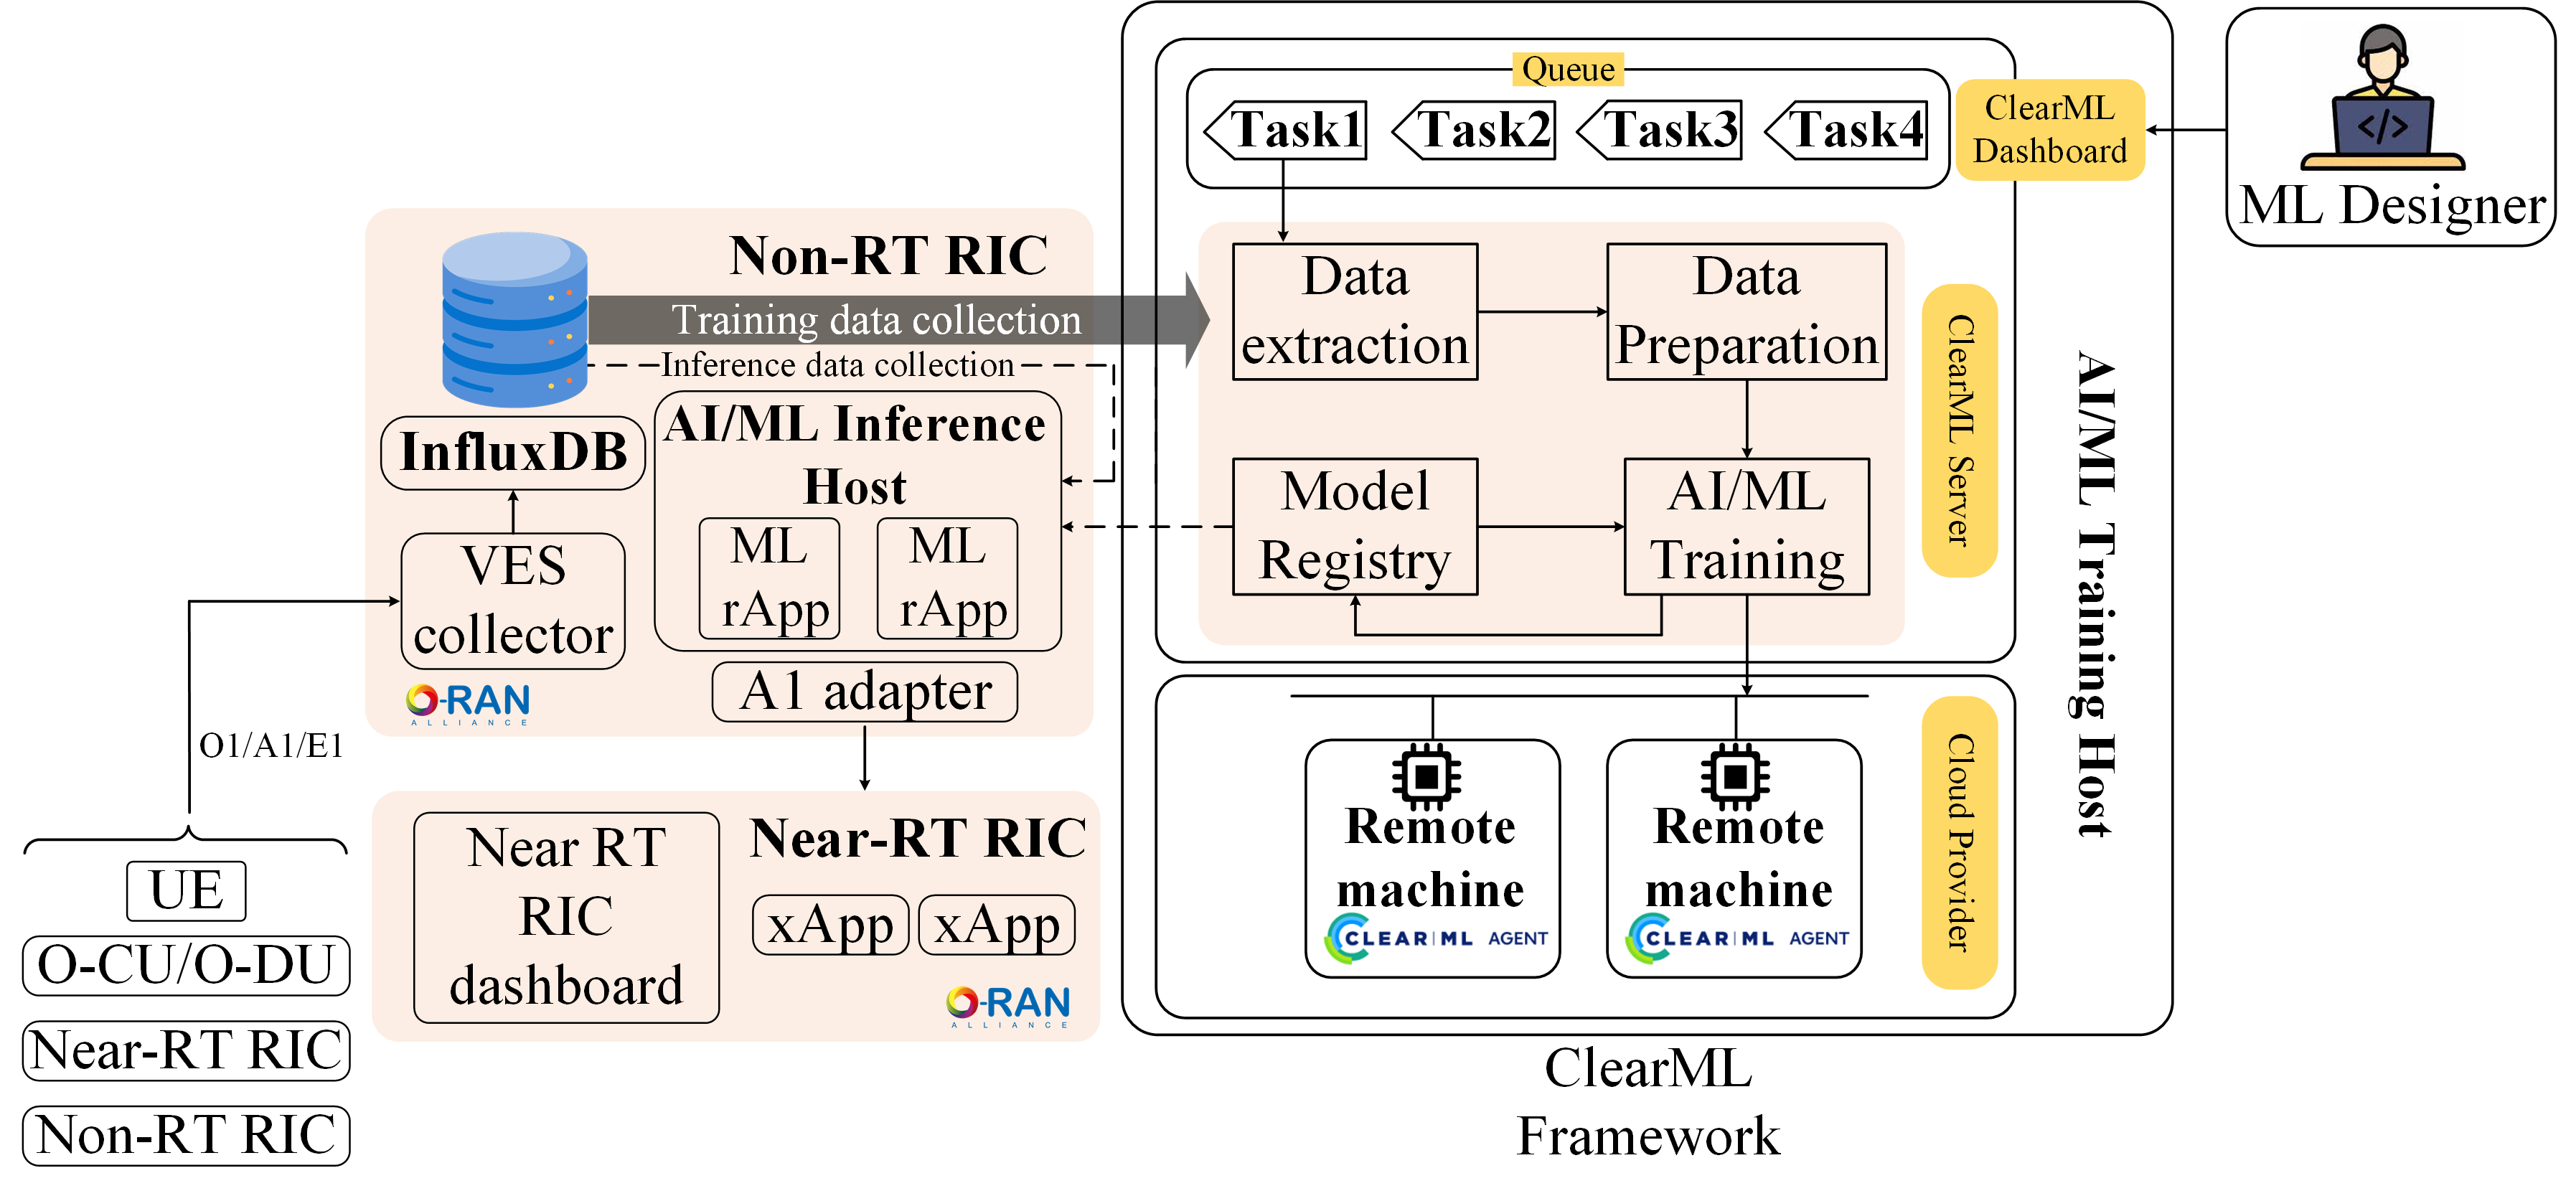 Queue
Task1
Task2
Task3
Task4
ClearML
Dashboard
ML Designer
Non-RT RIC
Training data collection
Inference data collection
InfluxDB
AI/ML Inference
Host
ML
rApp
ML
rApp
VES
collector
A1 adapter
O-RAN
ALLIANCE
O1/A1/E1
Data
extraction
Data
Preparation
Model
Registry
AI/ML
Training
ClearML Server
AI/ML Training Host
Near RT
RIC
dashboard
Near-RT RIC
xApp
xApp
O-RAN
ALLIANCE
Remote
machine
CLEAR|ML AGENT
Remote
machine
CLEAR|ML AGENT
Cloud Provider
UE
O-CU/O-DU
Near-RT RIC
Non-RT RIC
ClearML
Framework